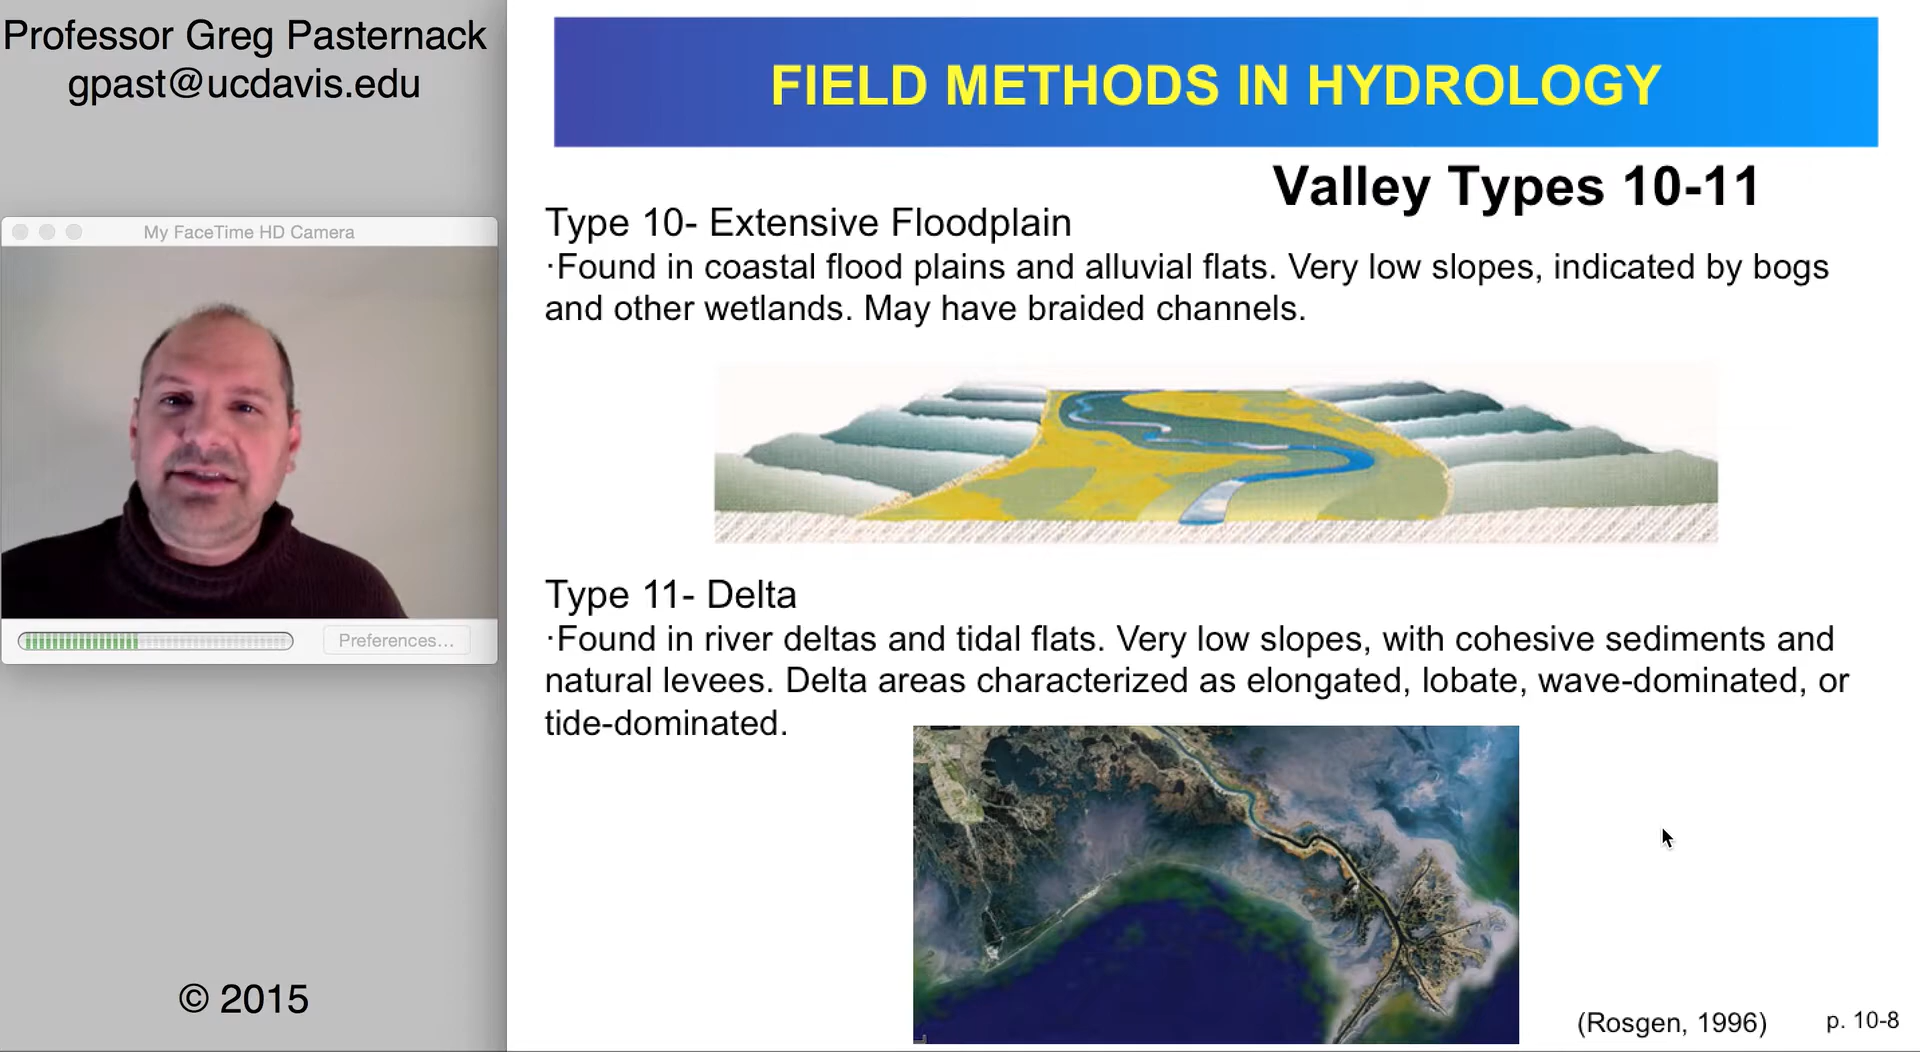 Professor Greg Pasternack
gpast@ucdavis.edu
My FaceTime HD Camera
Preferences...
© 2015
FIELD METHODS IN HYDROLOGY
Valley Types 10-11
Type 10- Extensive Floodplain
·Found in coastal flood plains and alluvial flats. Very low slopes, indicated by bogs
and other wetlands. May have braided channels.
Type 11- Delta
·Found in river deltas and tidal flats. Very low slopes, with cohesive sediments and
natural levees. Delta areas characterized as elongated, lobate, wave-dominated, or
tide-dominated.
(Rosgen, 1996)
p. 10-8